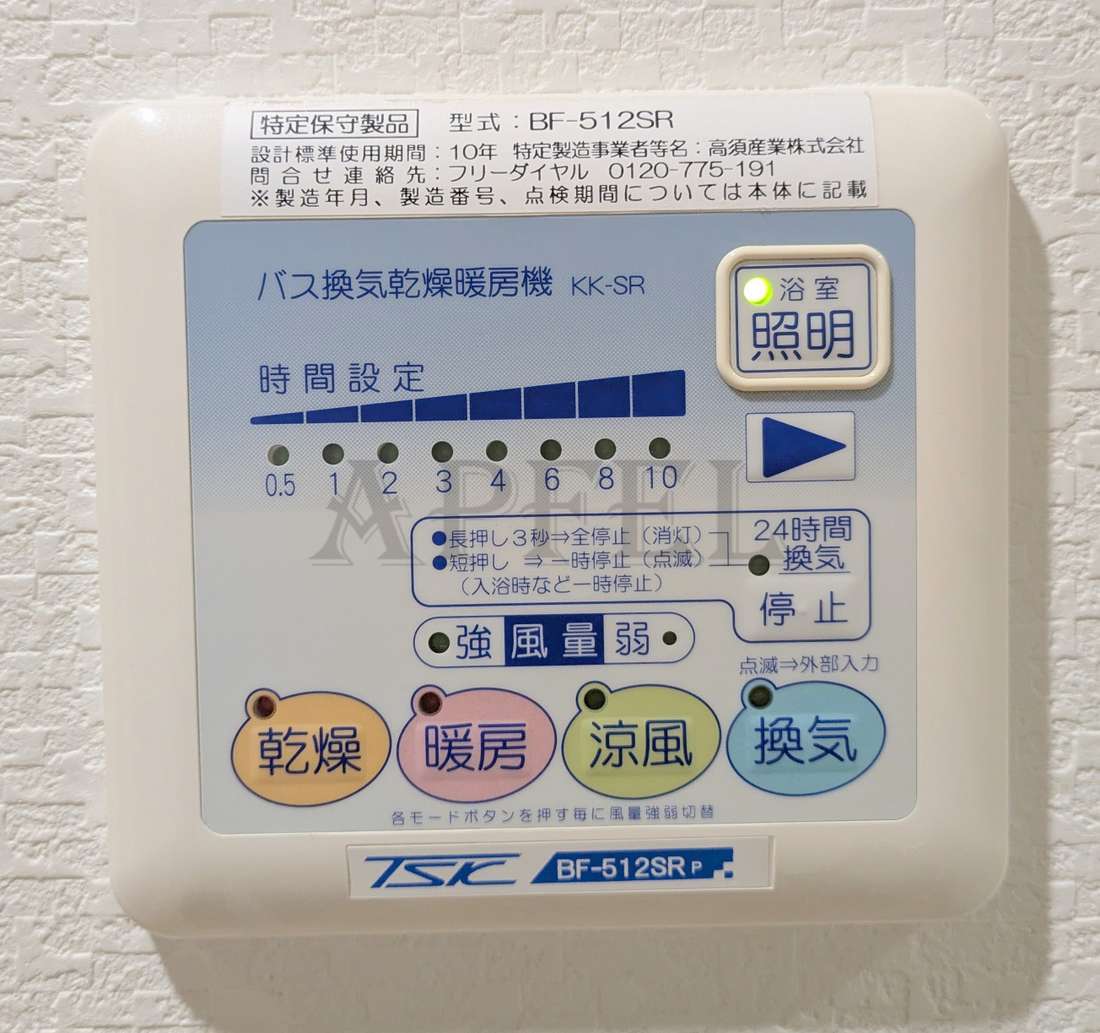 特定保守製品 型式：BF-512SR
設計標準使用期間：10年 特定製造事業者等名：高須産業株式会社
問合せ連絡先：フリーダイヤル 0120-775-191
※製造年月、製造番号、点検期間については本体に記載
バス換気乾燥暖房機 KK-SR
浴室
照明
時間設定
0.5 1 2 3 4 6 8 10
APFEL
●長押し3秒⇒全停止（消灯）
●短押し ⇒一時停止（点滅）
（入浴時など一時停止）
24時間
換気
停止
強 風量 弱
点滅⇒外部入力
乾燥 暖房 涼風 換気
各モードボタンを押す毎に風量強弱切替
TSK BF-512SR P